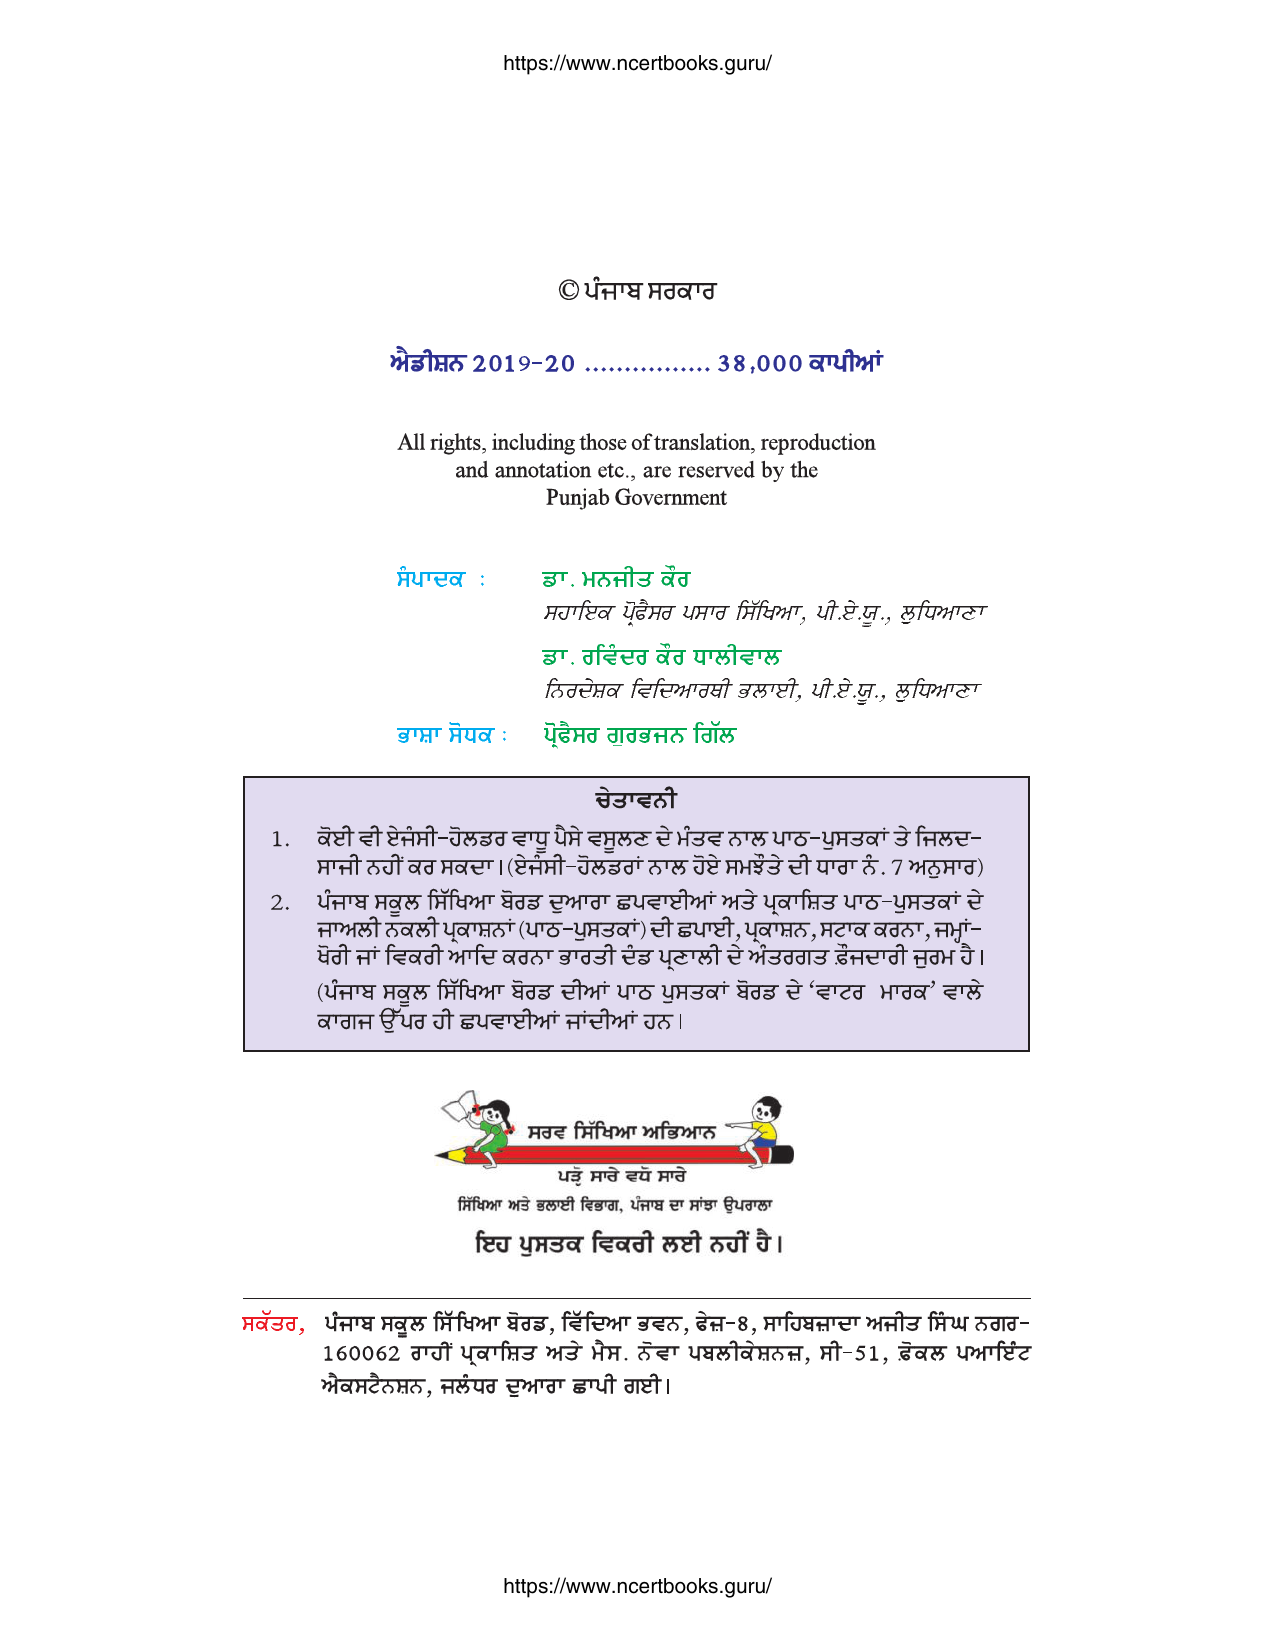 https://www.ncertbooks.guru/
© ਪੰਜਾਬ ਸਰਕਾਰ
ਐਡੀਸ਼ਨ 2019-20 ................ 38,000 ਕਾਪੀਆਂ
All rights, including those of translation, reproduction
and annotation etc., are reserved by the
Punjab Government
ਸੰਪਾਦਕ : ਡਾ. ਮਨਜੀਤ ਕੌਰ
ਸਹਾਇਕ ਪ੍ਰੋਫੈਸਰ ਪਸਾਰ ਸਿੱਖਿਆ, ਪੀ.ਏ.ਯੂ., ਲੁਧਿਆਣਾ
ਡਾ. ਰਵਿੰਦਰ ਕੌਰ ਧਾਲੀਵਾਲ
ਨਿਰਦੇਸ਼ਕ ਵਿਦਿਆਰਥੀ ਭਲਾਈ, ਪੀ.ਏ.ਯੂ., ਲੁਧਿਆਣਾ
ਭਾਸ਼ਾ ਸੋਧਕ : ਪ੍ਰੋਫੈਸਰ ਗੁਰਭਜਨ ਗਿੱਲ
ਚੇਤਾਵਨੀ
1. ਕੋਈ ਵੀ ਏਜੰਸੀ-ਹੋਲਡਰ ਵਾਧੂ ਪੈਸੇ ਵਸੂਲਣ ਦੇ ਮੰਤਵ ਨਾਲ ਪਾਠ-ਪੁਸਤਕਾਂ ਤੇ ਜਿਲਦ-
ਸਾਜੀ ਨਹੀਂ ਕਰ ਸਕਦਾ। (ਏਜੰਸੀ-ਹੋਲਡਰਾਂ ਨਾਲ ਹੋਏ ਸਮਝੌਤੇ ਦੀ ਧਾਰਾ ਨੰ. 7 ਅਨੁਸਾਰ)
2. ਪੰਜਾਬ ਸਕੂਲ ਸਿੱਖਿਆ ਬੋਰਡ ਦੁਆਰਾ ਛਪਵਾਈਆਂ ਅਤੇ ਪ੍ਰਕਾਸ਼ਿਤ ਪਾਠ-ਪੁਸਤਕਾਂ ਦੇ
ਜਾਅਲੀ ਨਕਲੀ ਪ੍ਰਕਾਸ਼ਨਾਂ (ਪਾਠ-ਪੁਸਤਕਾਂ) ਦੀ ਛਪਾਈ, ਪ੍ਰਕਾਸ਼ਨ, ਸਟਾਕ ਕਰਨਾ, ਜਮ੍ਹਾਂ-
ਖੋਰੀ ਜਾਂ ਵਿਕਰੀ ਆਦਿ ਕਰਨਾ ਭਾਰਤੀ ਦੰਡ ਪ੍ਰਣਾਲੀ ਦੇ ਅੰਤਰਗਤ ਫ਼ੌਜਦਾਰੀ ਜੁਰਮ ਹੈ।
(ਪੰਜਾਬ ਸਕੂਲ ਸਿੱਖਿਆ ਬੋਰਡ ਦੀਆਂ ਪਾਠ ਪੁਸਤਕਾਂ ਬੋਰਡ ਦੇ ‘ਵਾਟਰ ਮਾਰਕ’ ਵਾਲੇ
ਕਾਗਜ ਉੱਪਰ ਹੀ ਛਪਵਾਈਆਂ ਜਾਂਦੀਆਂ ਹਨ।
ਸਰਵ ਸਿੱਖਿਆ ਅਭਿਆਨ
ਪੜ੍ਹੋ ਸਾਰੇ ਵਧੋ ਸਾਰੇ
ਸਿੱਖਿਆ ਅਤੇ ਭਲਾਈ ਵਿਭਾਗ, ਪੰਜਾਬ ਦਾ ਸਾਂਝਾ ਉਪਰਾਲਾ
ਇਹ ਪੁਸਤਕ ਵਿਕਰੀ ਲਈ ਨਹੀਂ ਹੈ।
ਸਕੱਤਰ, ਪੰਜਾਬ ਸਕੂਲ ਸਿੱਖਿਆ ਬੋਰਡ, ਵਿੱਦਿਆ ਭਵਨ, ਫੇਜ਼-8, ਸਾਹਿਬਜ਼ਾਦਾ ਅਜੀਤ ਸਿੰਘ ਨਗਰ-
160062 ਰਾਹੀਂ ਪ੍ਰਕਾਸ਼ਿਤ ਅਤੇ ਮੈਸ. ਨੋਵਾ ਪਬਲੀਕੇਸ਼ਨਜ਼, ਸੀ-51, ਫ਼ੋਕਲ ਪਆਇੰਟ
ਐਕਸਟੈਨਸ਼ਨ, ਜਲੰਧਰ ਦੁਆਰਾ ਛਾਪੀ ਗਈ।
https://www.ncertbooks.guru/